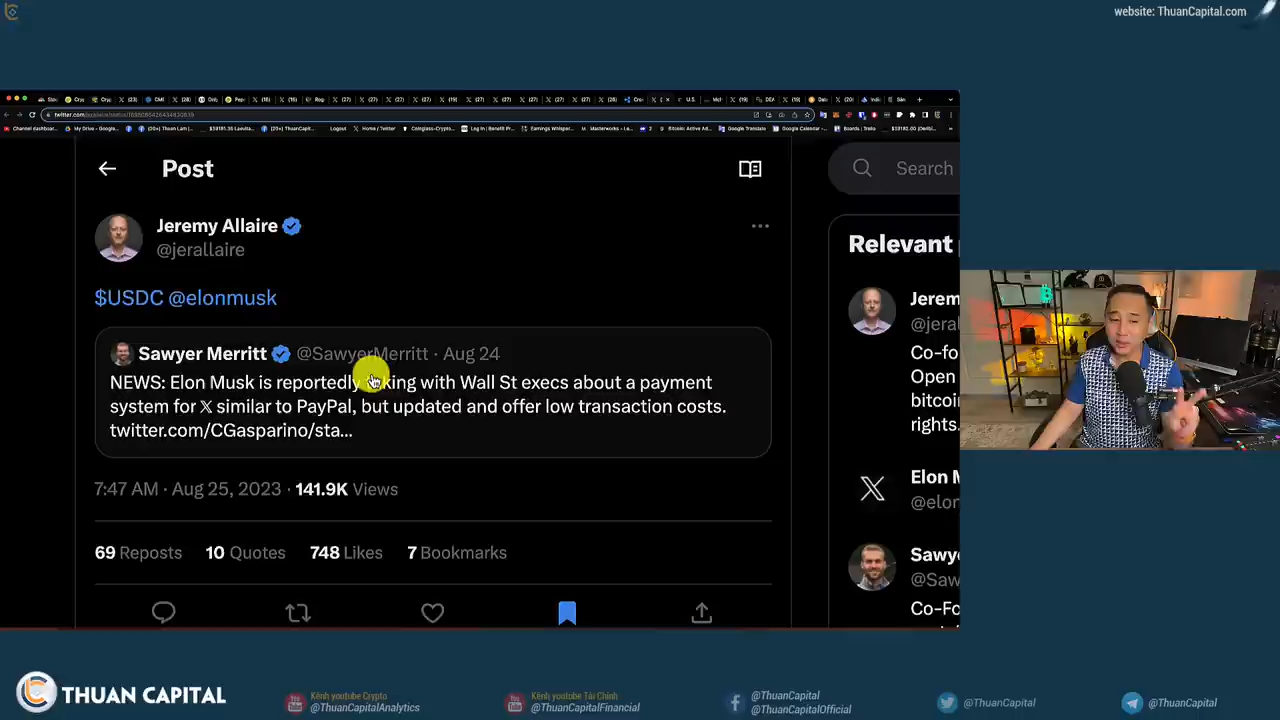 website: ThuanCapital.com
Post
Search
Jeremy Allaire
@jerallaire
$USDC @elonmusk
Sawyer Merritt @SawyerMerritt · Aug 24
NEWS: Elon Musk is reportedly king with Wall St execs about a payment
system for 𝕏 similar to PayPal, but updated and offer low transaction costs.
twitter.com/CGasparino/sta...
7:47 AM · Aug 25, 2023 · 141.9K Views
69 Reposts 10 Quotes 748 Likes 7 Bookmarks
Relevant
Jerem
@jeral
Co-fo
Open
bitcoin
rights.
Elon M
@elon
Sawy
@Saw
Co-Fo
THUAN CAPITAL
Kênh youtube Crypto
@ThuanCapitalAnalytics
Kênh youtube Tài Chính
@ThuanCapitalFinancial
@ThuanCapital
@ThuanCapitalOfficial
@ThuanCapital
@ThuanCapital